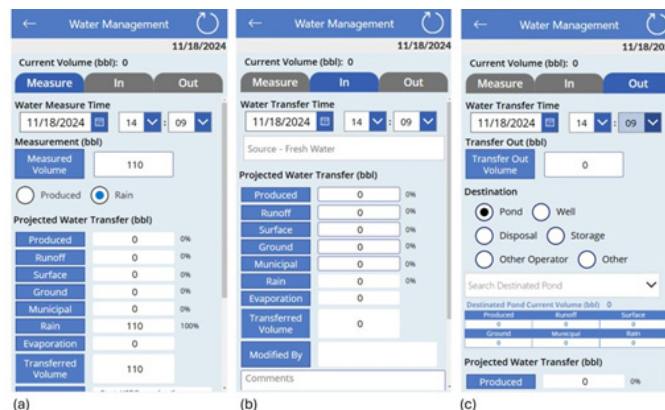 Water Management
11/18/2024
Current Volume (bbl): 0
Measure In Out
Water Measure Time
11/18/2024 14 : 09
Measurement (bbl)
Measured Volume 110
Produced Rain
Projected Water Transfer (bbl)
Produced 0 0%
Runoff 0 0%
Surface 0 0%
Ground 0 0%
Municipal 0 0%
Rain 110 100%
Evaporation 0
Transferred Volume 110
(a)
Water Management
11/18/2024
Current Volume (bbl): 0
Measure In Out
Water Transfer Time
11/18/2024 14 : 09
Source - Fresh Water
Projected Water Transfer (bbl)
Produced 0 0%
Runoff 0 0%
Surface 0 0%
Ground 0 0%
Municipal 0 0%
Rain 0 0%
Evaporation 0
Transferred Volume 0
Modified By
Comments
(b)
Water Management
11/18/202
Current Volume (bbl): 0
Measure In Out
Water Transfer Time
11/18/2024 14 : 09
Transfer Out (bbl)
Transfer Out Volume 0
Destination
Pond Well
Disposal Storage
Other Operator Other
Search Destinated Pond
Destinated Pond Current Volume (bbl) 0
Produced Runoff Surface
0 0 0
Ground Municipal Rain
0 0 0
Projected Water Transfer (bbl)
Produced 0 0%
(c)